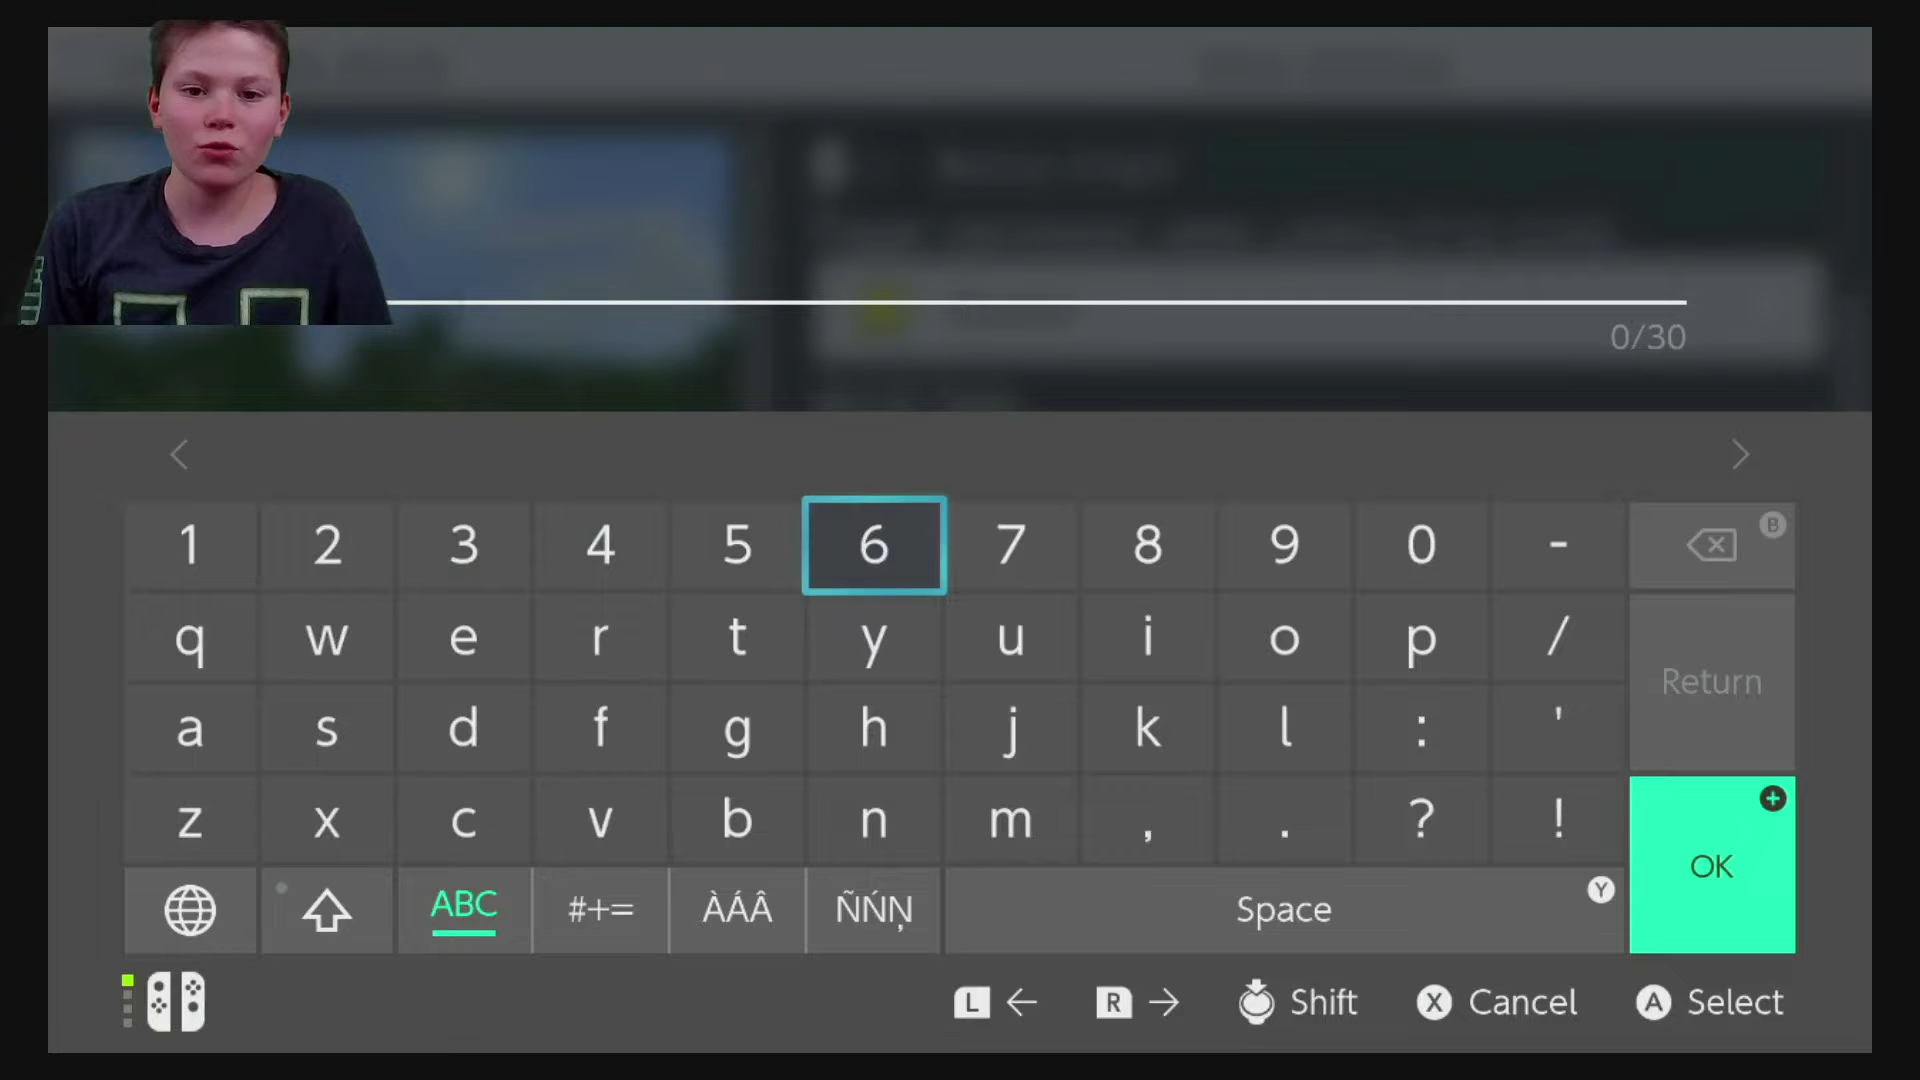 0/30
1 2 3 4 5 6 7 8 9 0 - B
q w e r t y u i o p /
Return
a s d f g h j k l : '
z x c v b n m , . ? ! +
OK
ABC #+= ÀÁÂ ÑŃŅ Space Y
L ← R → Shift X Cancel A Select